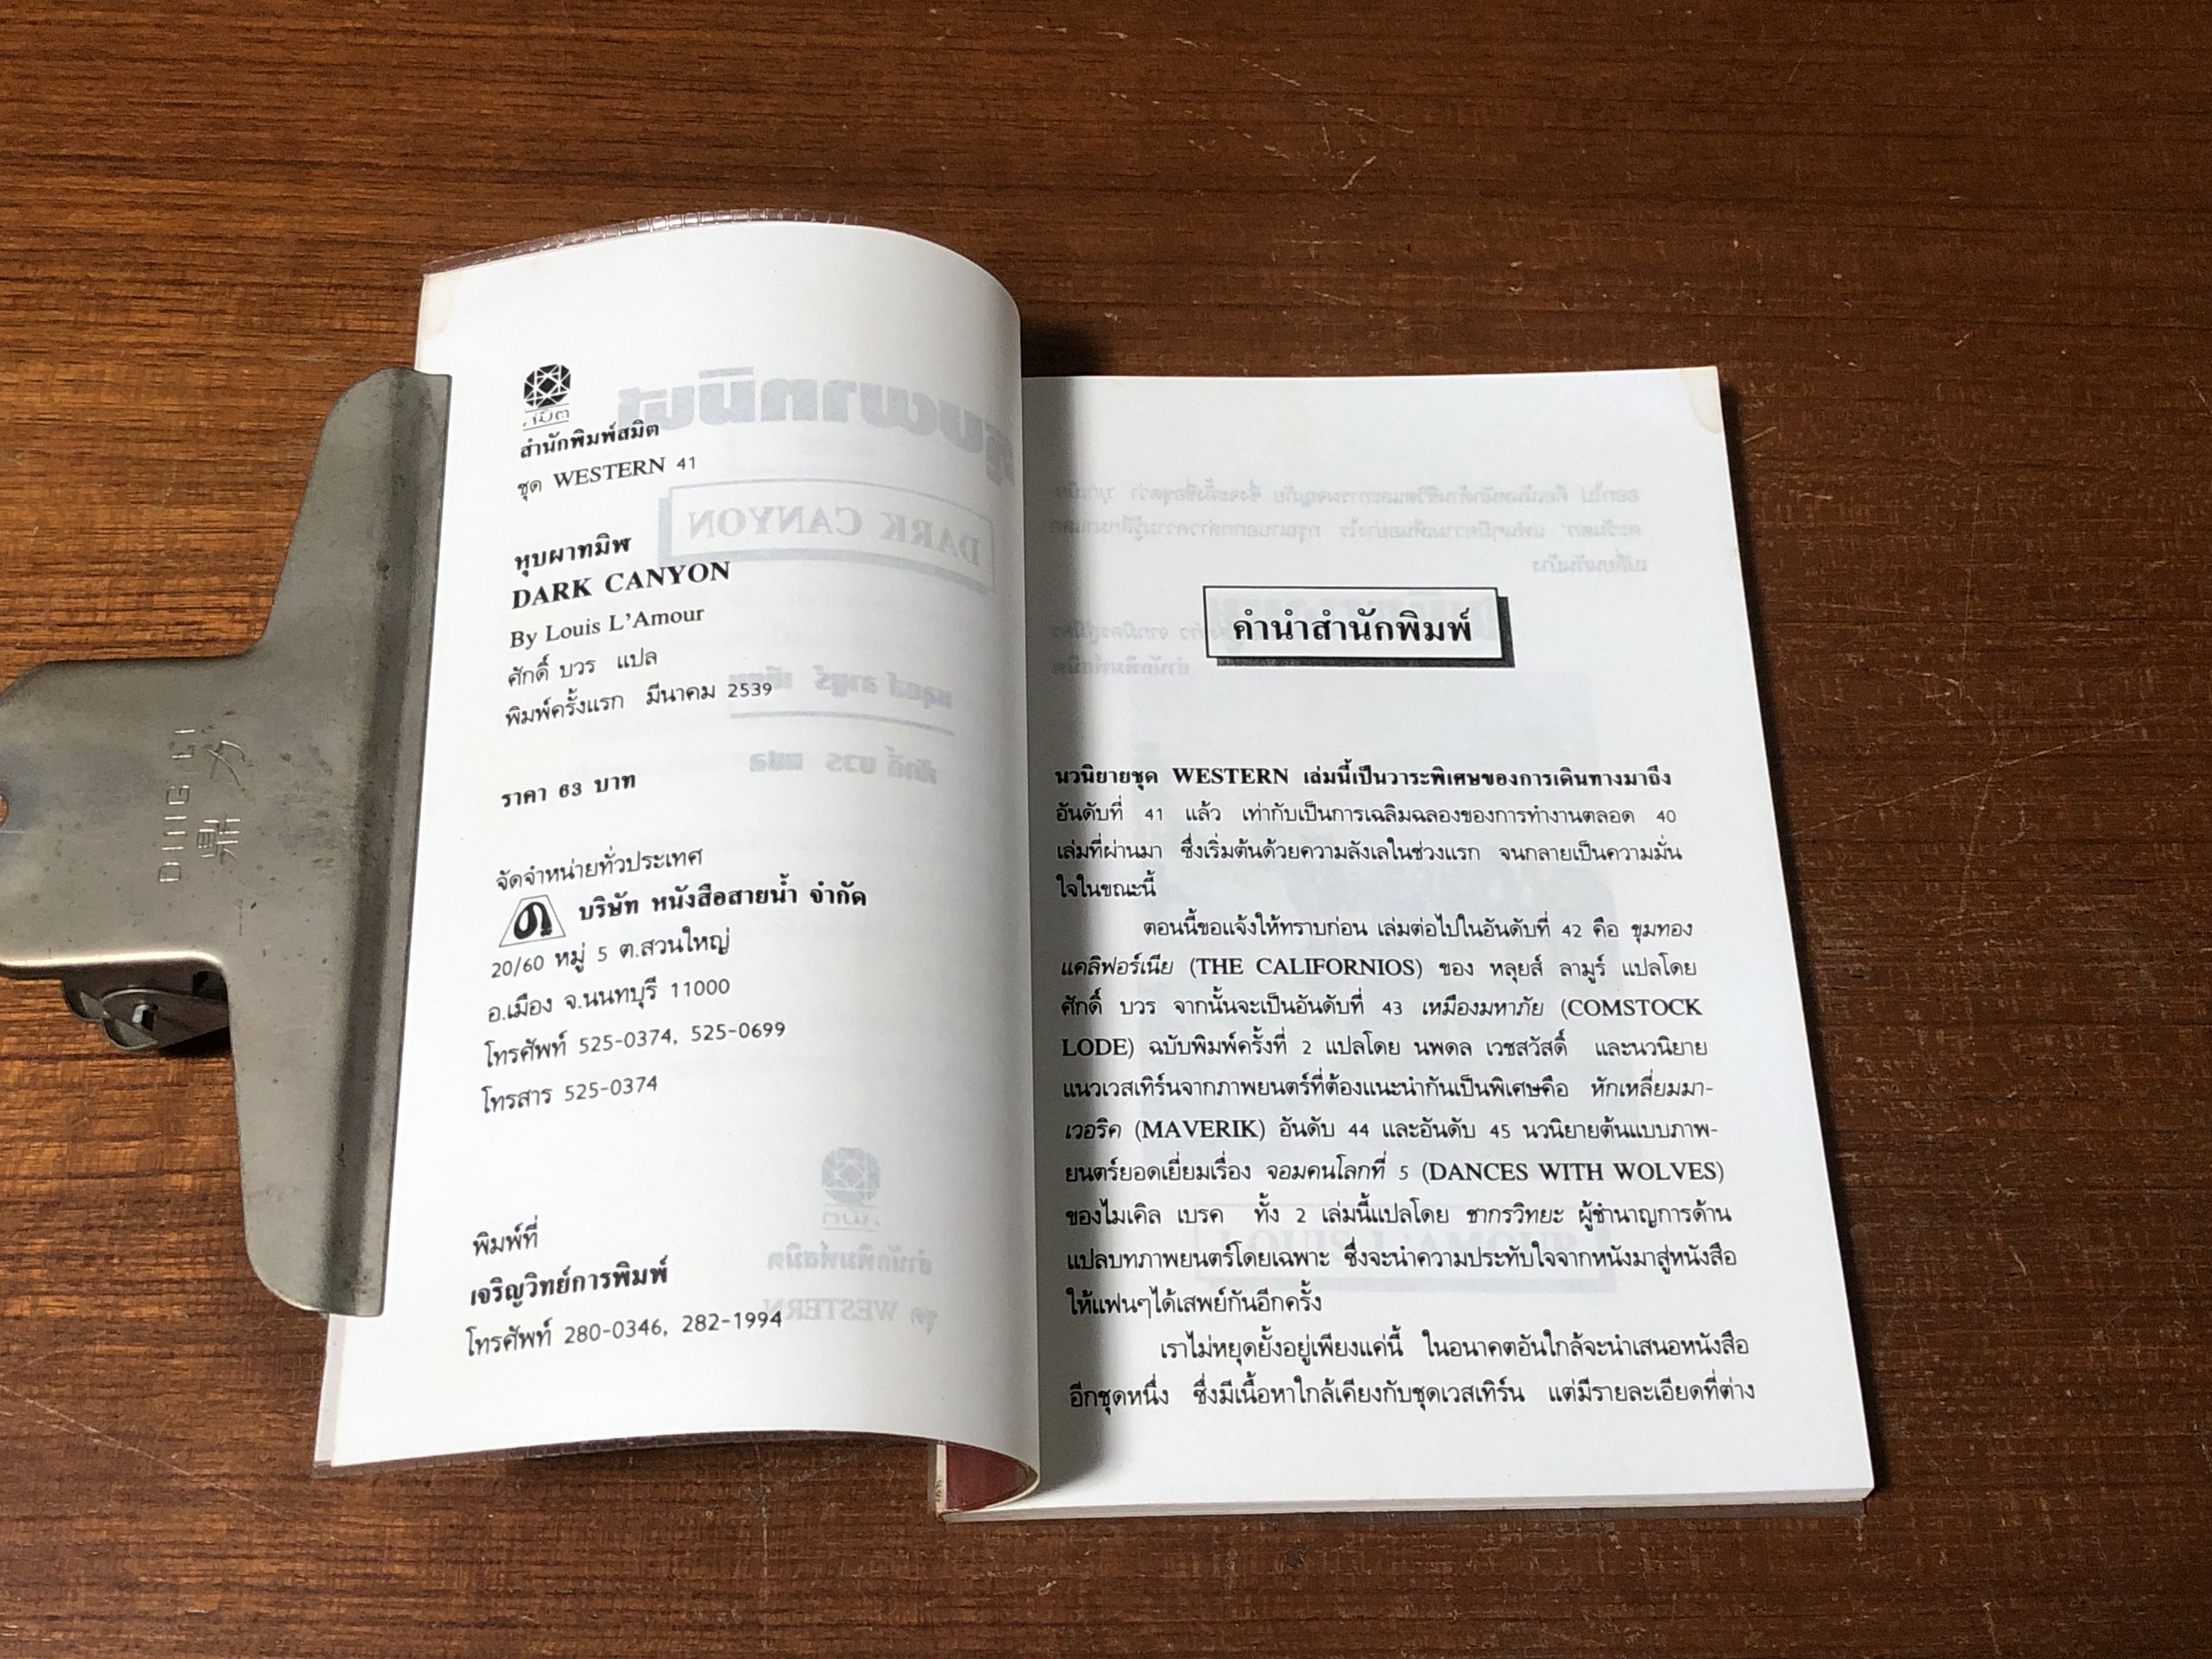 สมิต
สำนักพิมพ์สมิต
ชุด WESTERN 41
หุบผาทมิฬ
DARK CANYON
By Louis L'Amour
ศักดิ์ บวร แปล
พิมพ์ครั้งแรก มีนาคม 2539
ราคา 63 บาท
จัดจำหน่ายทั่วประเทศ
บริษัท หนังสือสายน้ำ จำกัด
20/60 หมู่ 5 ต.สวนใหญ่
อ.เมือง จ.นนทบุรี 11000
โทรศัพท์ 525-0374, 525-0699
โทรสาร 525-0374
พิมพ์ที่
เจริญวิทย์การพิมพ์
โทรศัพท์ 280-0346, 282-1994
DING LI
鼎力
คำนำสำนักพิมพ์
นวนิยายชุด WESTERN เล่มนี้เป็นวาระพิเศษของการเดินทางมาถึง
อันดับที่ 41 แล้ว เท่ากับเป็นการเฉลิมฉลองของการทำงานตลอด 40
เล่มที่ผ่านมา ซึ่งเริ่มต้นด้วยความลังเลในช่วงแรก จนกลายเป็นความมั่น
ใจในขณะนี้
ตอนนี้ขอแจ้งให้ทราบก่อน เล่มต่อไปในอันดับที่ 42 คือ ขุมทอง
แคลิฟอร์เนีย (THE CALIFORNIOS) ของ หลุยส์ ลามูร์ แปลโดย
ศักดิ์ บวร จากนั้นจะเป็นอันดับที่ 43 เหมืองมหาภัย (COMSTOCK
LODE) ฉบับพิมพ์ครั้งที่ 2 แปลโดย นพดล เวชสวัสดิ์ และนวนิยาย
แนวเวสเทิร์นจากภาพยนตร์ที่ต้องแนะนำกันเป็นพิเศษคือ หักเหลี่ยมมา-
เวอริค (MAVERIK) อันดับ 44 และอันดับ 45 นวนิยายต้นแบบภาพ-
ยนตร์ยอดเยี่ยมเรื่อง จอมคนโลกที่ 5 (DANCES WITH WOLVES)
ของไมเคิล เบรค ทั้ง 2 เล่มนี้แปลโดย ชากรวิทยะ ผู้ชำนาญการด้าน
แปลบทภาพยนตร์โดยเฉพาะ ซึ่งจะนำความประทับใจจากหนังมาสู่หนังสือ
ให้แฟนๆได้เสพย์กันอีกครั้ง
เราไม่หยุดยั้งอยู่เพียงแค่นี้ ในอนาคตอันใกล้จะนำเสนอหนังสือ
อีกชุดหนึ่ง ซึ่งมีเนื้อหาใกล้เคียงกับชุดเวสเทิร์น แต่มีรายละเอียดที่ต่าง